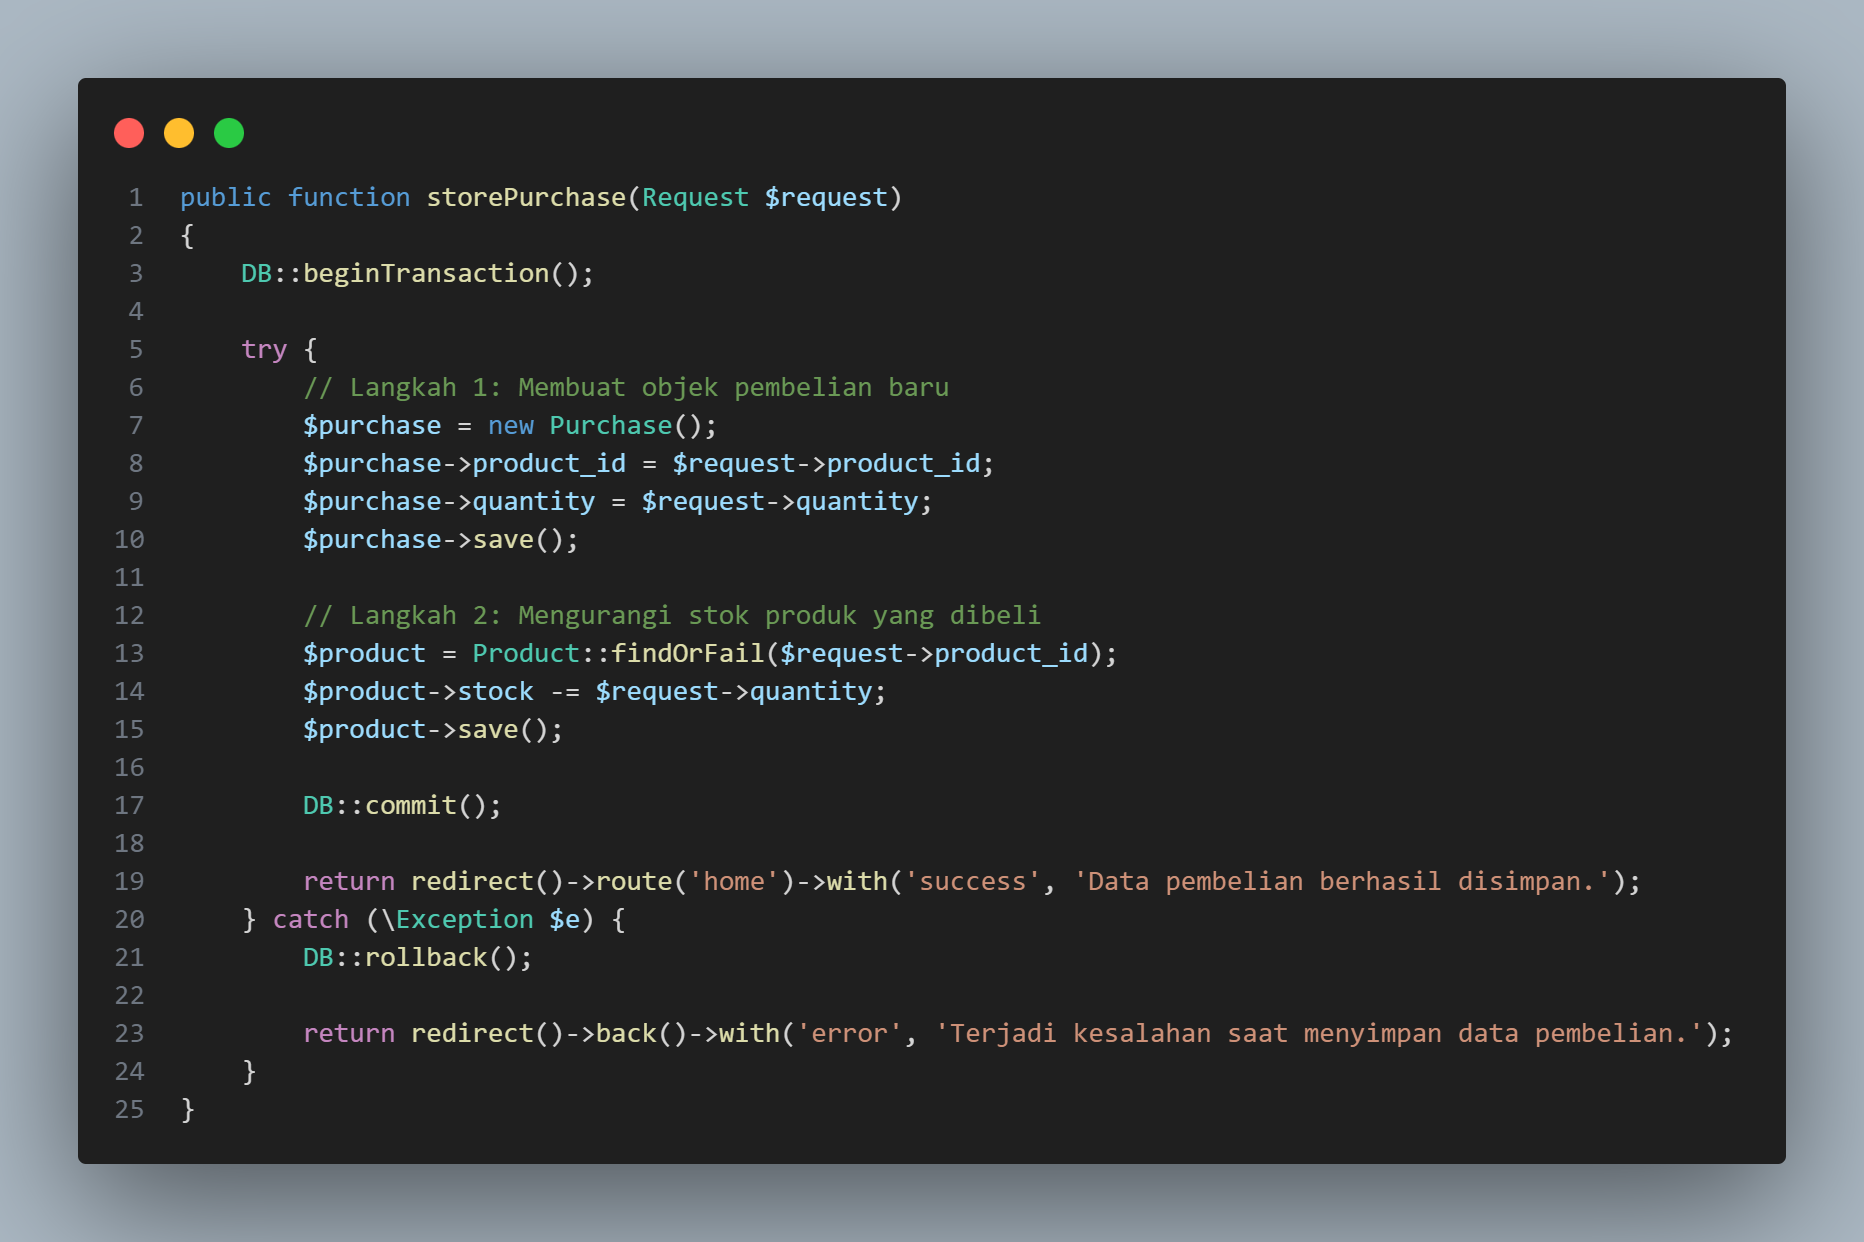 1 public function storePurchase(Request $request)
2 {
3     DB::beginTransaction();
4
5     try {
6         // Langkah 1: Membuat objek pembelian baru
7         $purchase = new Purchase();
8         $purchase->product_id = $request->product_id;
9         $purchase->quantity = $request->quantity;
10         $purchase->save();
11
12         // Langkah 2: Mengurangi stok produk yang dibeli
13         $product = Product::findOrFail($request->product_id);
14         $product->stock -= $request->quantity;
15         $product->save();
16
17         DB::commit();
18
19         return redirect()->route('home')->with('success', 'Data pembelian berhasil disimpan.');
20     } catch (\Exception $e) {
21         DB::rollback();
22
23         return redirect()->back()->with('error', 'Terjadi kesalahan saat menyimpan data pembelian.');
24     }
25 }